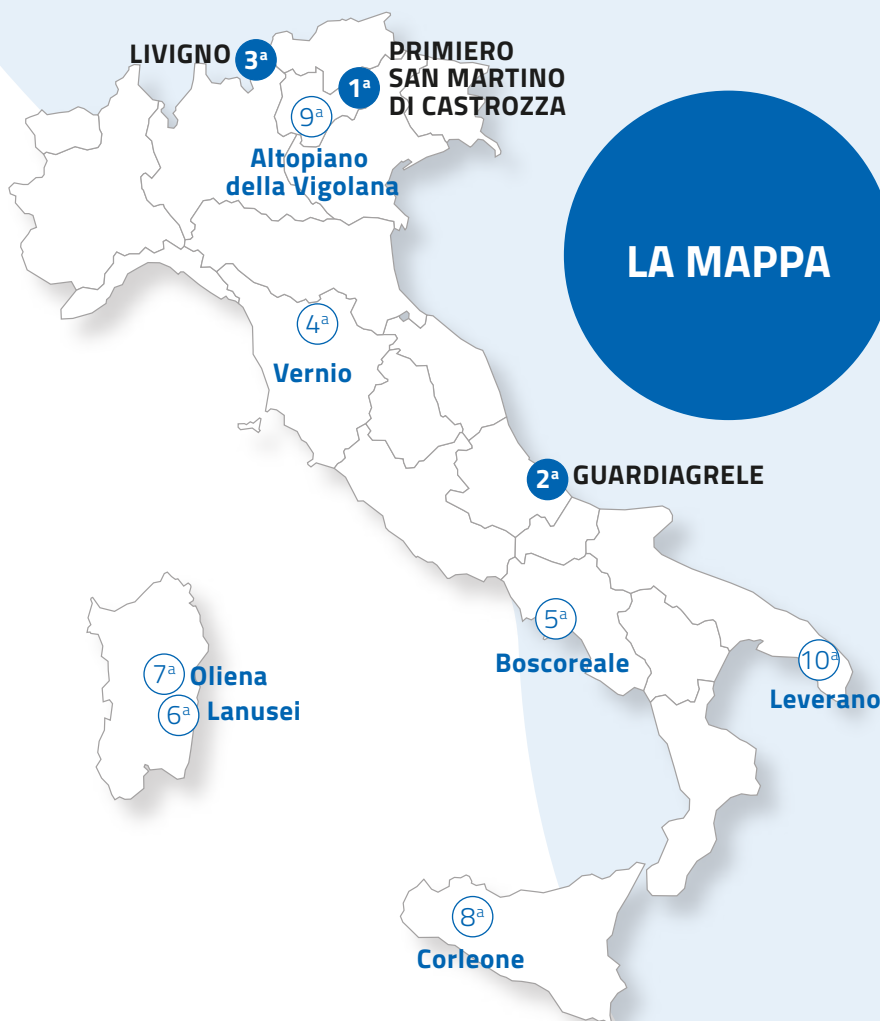 LIVIGNO
3ª
1ª
PRIMIERO
SAN MARTINO
DI CASTROZZA
9ª
Altopiano
della Vigolana
LA MAPPA
4ª
Vernio
2ª
GUARDIAGRELE
5ª
Boscoreale
7ª
Oliena
6ª
Lanusei
10ª
Leverano
8ª
Corleone